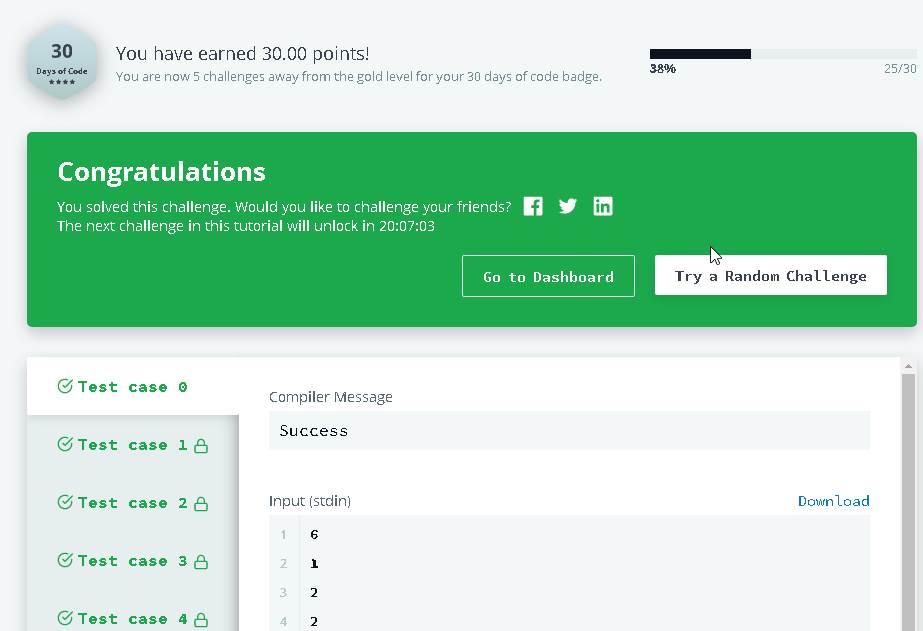 30
Days of Code
You have earned 30.00 points!
You are now 5 challenges away from the gold level for your 30 days of code badge.
38%
25/30
Congratulations
You solved this challenge. Would you like to challenge your friends?
The next challenge in this tutorial will unlock in 20:07:03
Go to Dashboard
Try a Random Challenge
Test case 0
Test case 1
Test case 2
Test case 3
Test case 4
Compiler Message
Success
Input (stdin)
Download
1 6
2 1
3 2
4 2